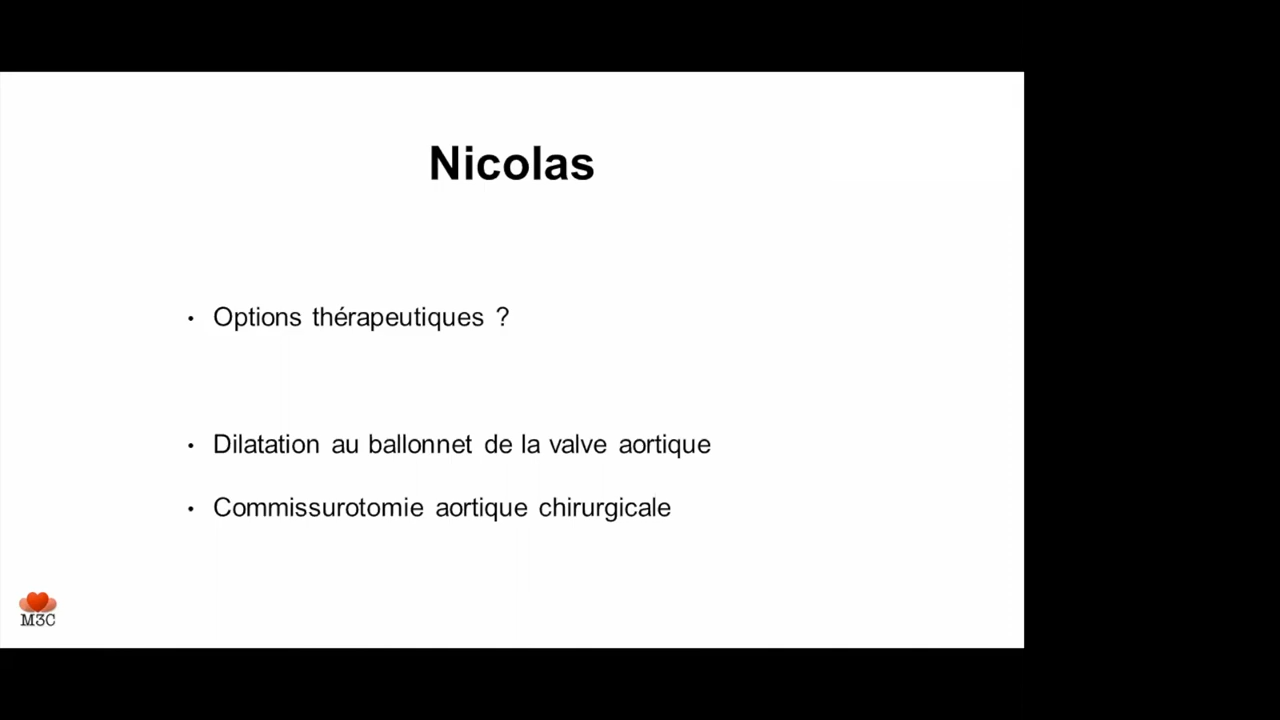 Nicolas
• Options thérapeutiques ?
• Dilatation au ballonnet de la valve aortique
• Commissurotomie aortique chirurgicale
M3C